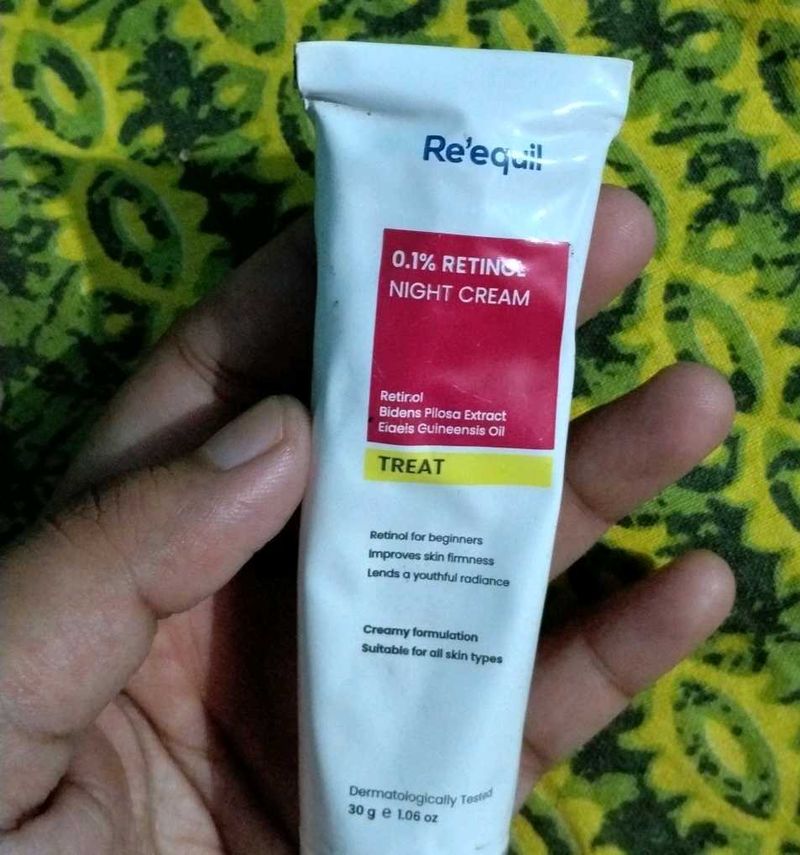 Re'equil
0.1% RETINOL
NIGHT CREAM
Retinol
Bidens Pilosa Extract
Elaeis Guineensis Oil
TREAT
Retinol for beginners
Improves skin firmness
Lends a youthful radiance
Creamy formulation
Suitable for all skin types
Dermatologically Tested
30 g e 1.06 oz